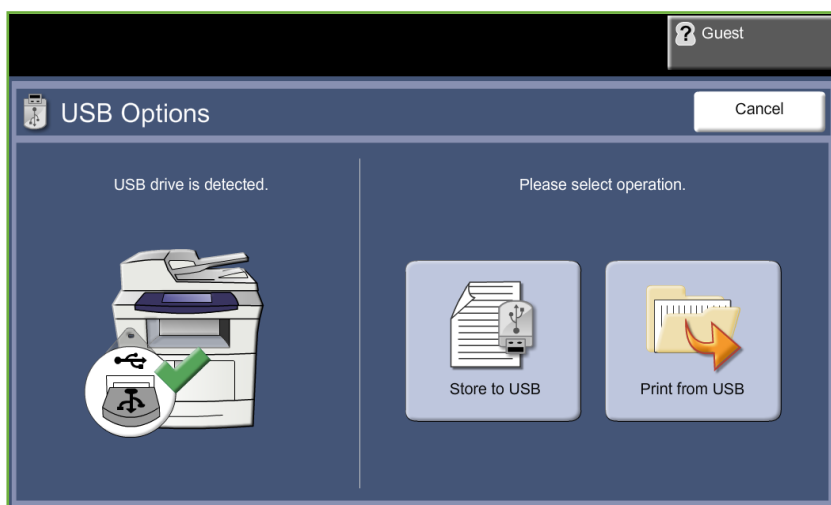 Guest
USB Options
Cancel
USB drive is detected.
Please select operation.
Store to USB
Print from USB